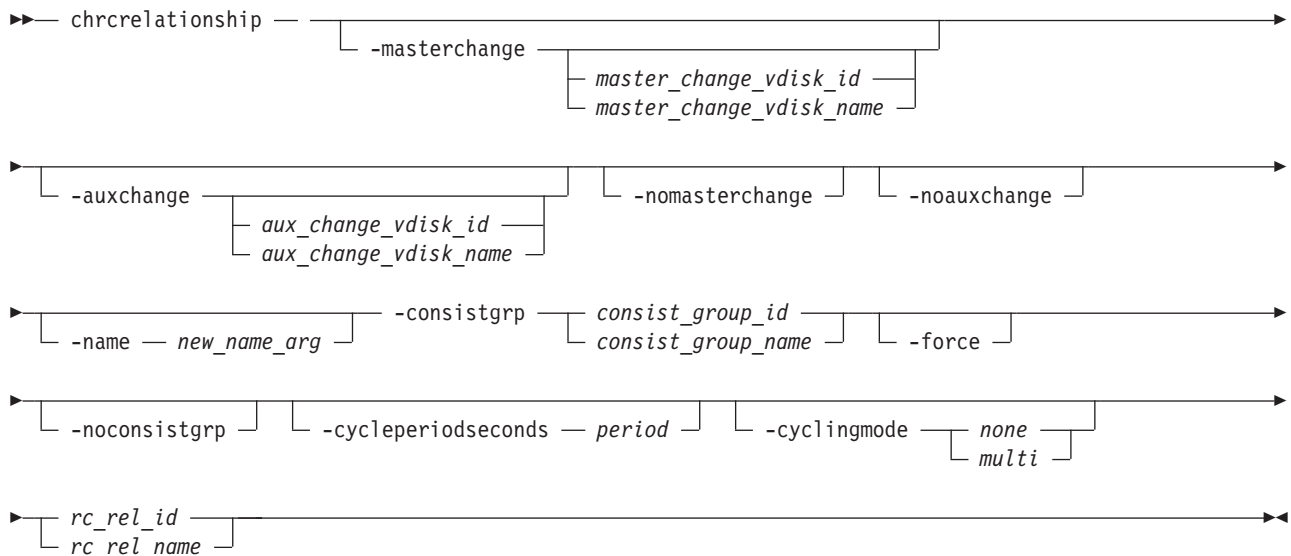 chrcrelationship
-masterchange
master_change_vdisk_id
master_change_vdisk_name
-auxchange
aux_change_vdisk_id
aux_change_vdisk_name
-nomasterchange
-noauxchange
-name new_name_arg
-consistgrp consist_group_id
consist_group_name
-force
-noconsistgrp
-cycleperiodseconds period
-cyclingmode none
multi
rc_rel_id
rc_rel_name